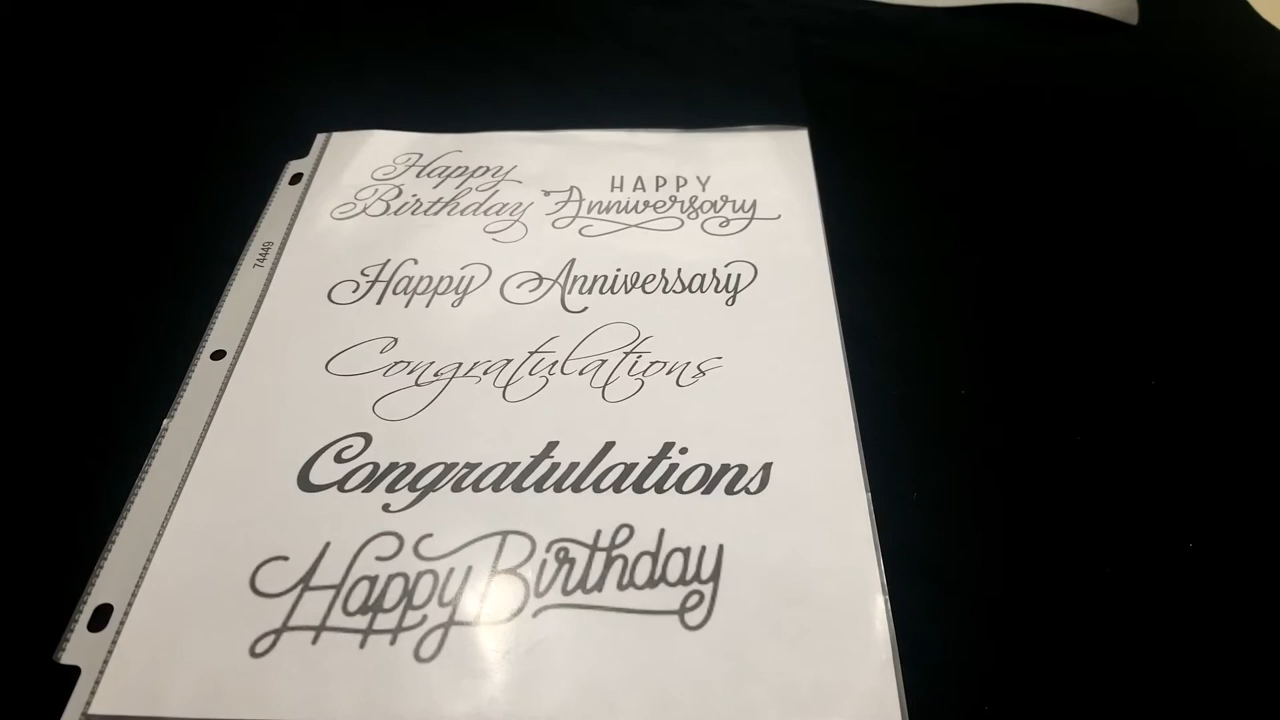 Happy
Birthday
HAPPY
Anniversary
Happy Anniversary
Congratulations
Congratulations
Happy Birthday
74449